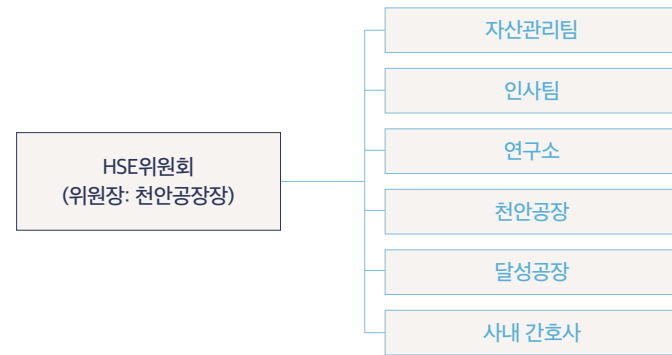 HSE위원회
(위원장: 천안공장장)
자산관리팀
인사팀
연구소
천안공장
달성공장
사내 간호사